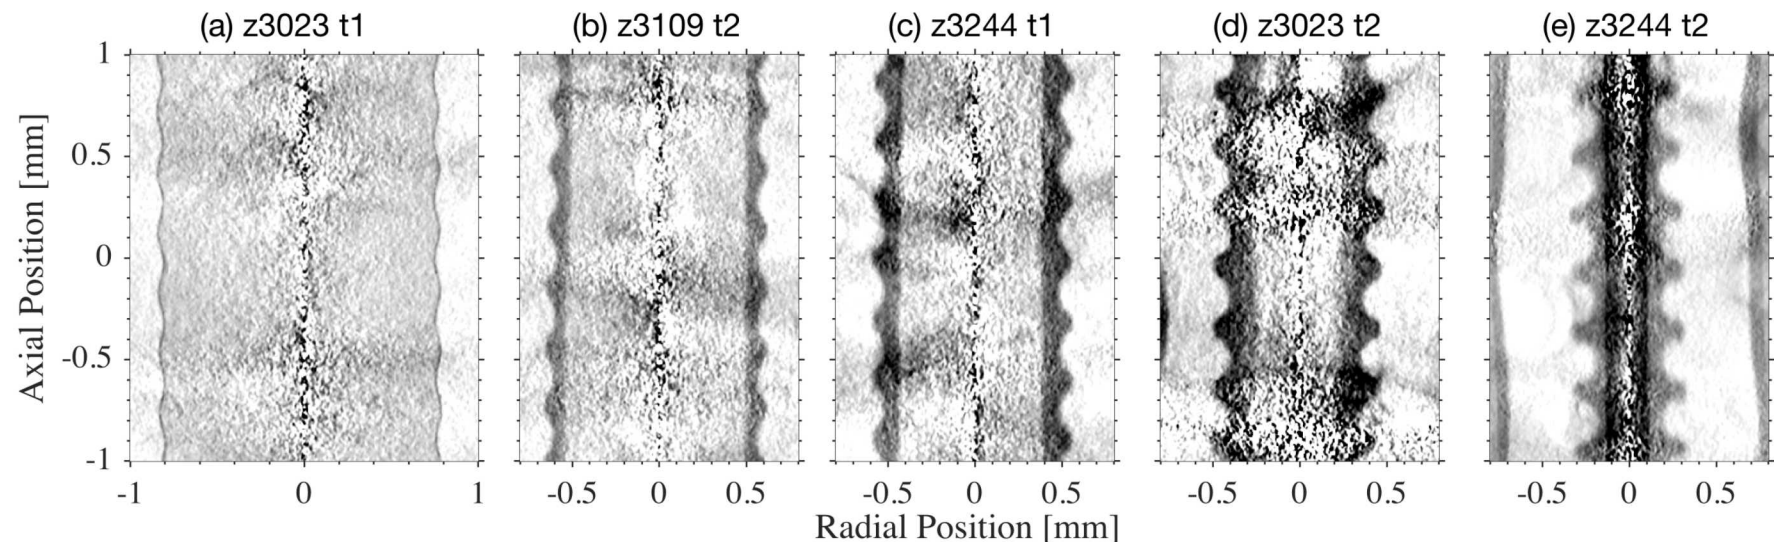 (a) z3023 t1
(b) z3109 t2
(c) z3244 t1
(d) z3023 t2
(e) z3244 t2
Axial Position [mm]
1
0.5
0
-0.5
-1
-1 0 1
-0.5 0 0.5
-0.5 0 0.5
-0.5 0 0.5
-0.5 0 0.5
Radial Position [mm]